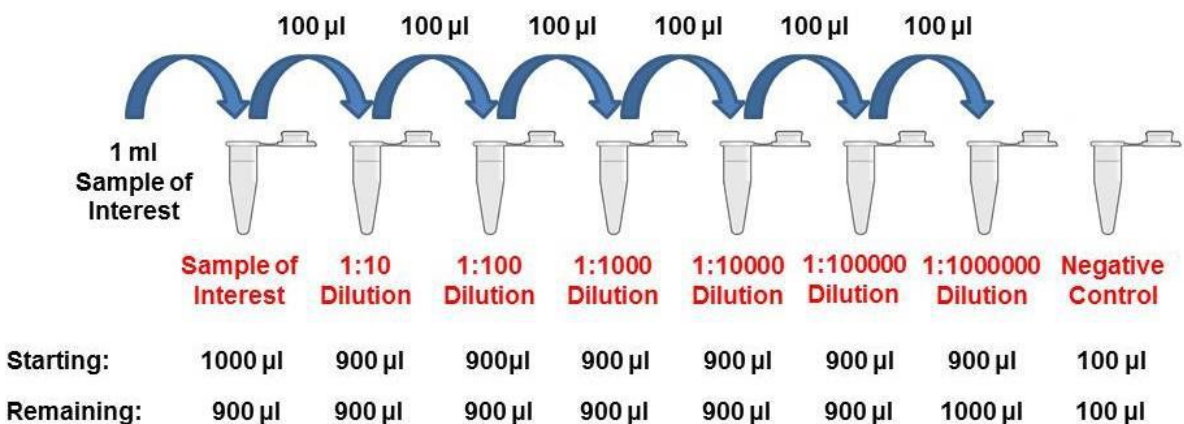 100 µl 100 µl 100 µl 100 µl 100 µl 100 µl
1 ml
Sample of
Interest
Sample of Interest
1:10 Dilution
1:100 Dilution
1:1000 Dilution
1:10000 Dilution
1:100000 Dilution
1:1000000 Dilution
Negative Control
Starting: 1000 µl 900 µl 900µl 900 µl 900 µl 900 µl 900 µl 100 µl
Remaining: 900 µl 900 µl 900 µl 900 µl 900 µl 900 µl 1000 µl 100 µl